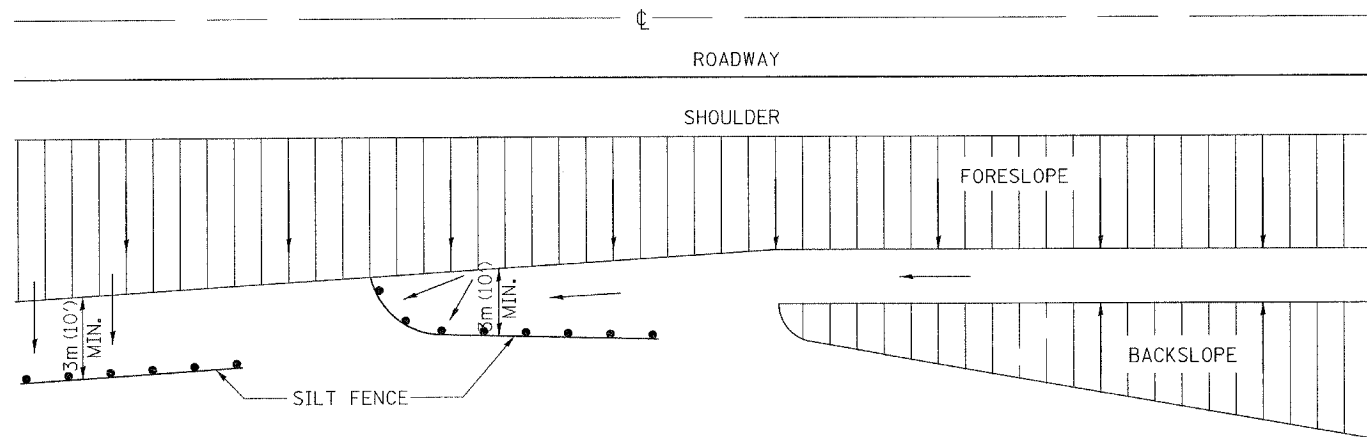 ℄
ROADWAY
SHOULDER
FORESLOPE
3m (10')
MIN.
3m (10')
MIN.
BACKSLOPE
SILT FENCE